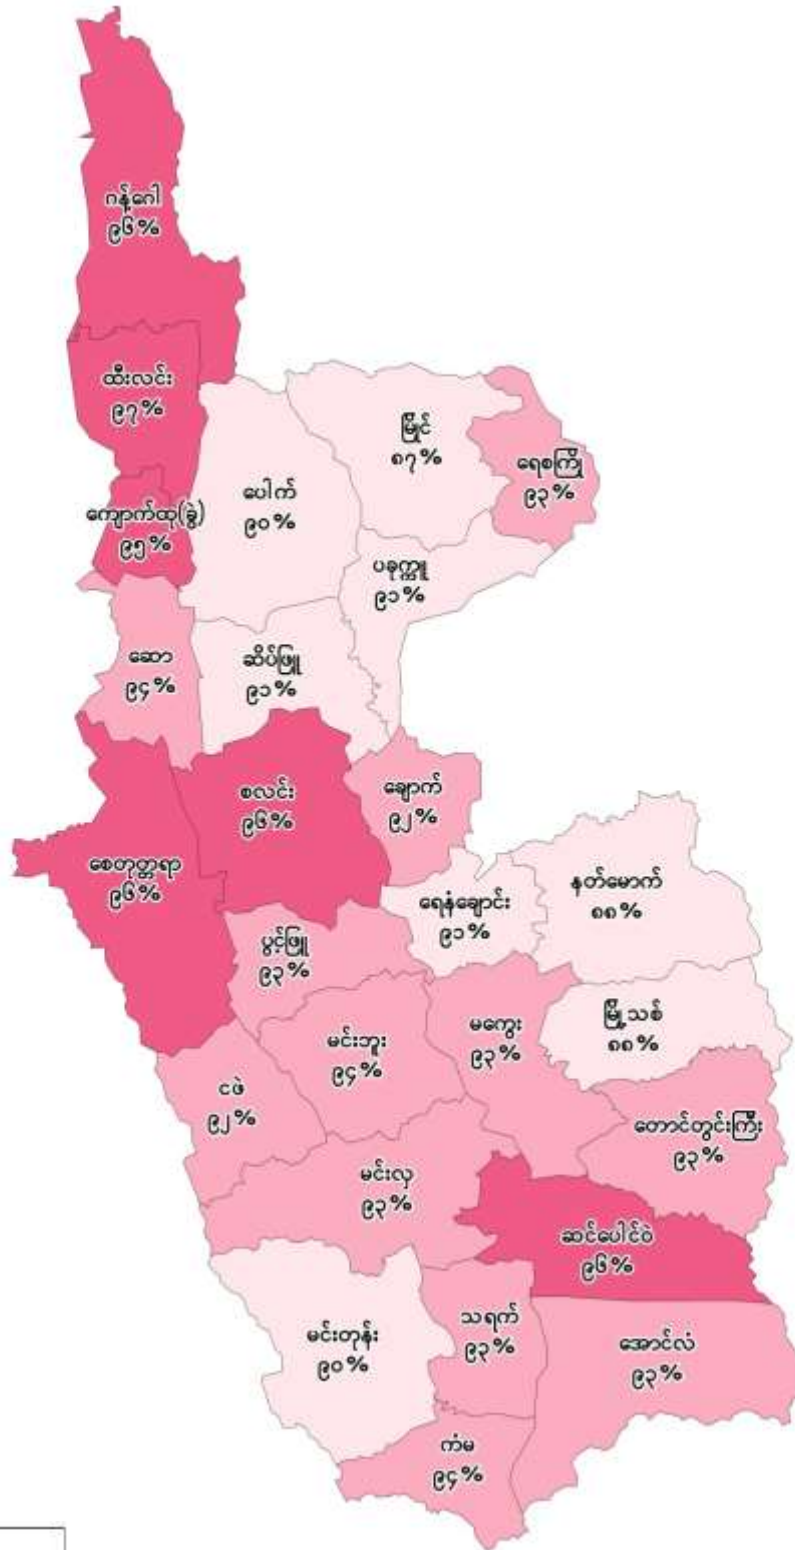 ဂန့်ဂေါ
၉၆%
ထီးလင်း
၉၇%
မြိုင်
၈၇%
ရေစကြို
၉၃%
ပေါက်
၉၀%
ကျောက်ထု(ခွဲ)
၉၅%
ပခုက္ကူ
၉၁%
ဆော
၉၄%
ဆိပ်ဖြူ
၉၁%
စလင်း
၉၆%
ချောက်
၉၂%
စေတုတ္တရာ
၉၆%
ရေနံချောင်း
၉၁%
နတ်မောက်
၈၈%
ပွင့်ဖြူ
၉၃%
မင်းဘူး
၉၄%
မကွေး
၉၃%
မြို့သစ်
၈၈%
ငဖဲ
၉၂%
တောင်တွင်းကြီး
၉၃%
မင်းလှ
၉၃%
ဆင်ပေါင်ဝဲ
၉၆%
မင်းတုန်း
၉၀%
သရက်
၉၃%
အောင်လံ
၉၃%
ကံမ
၉၄%